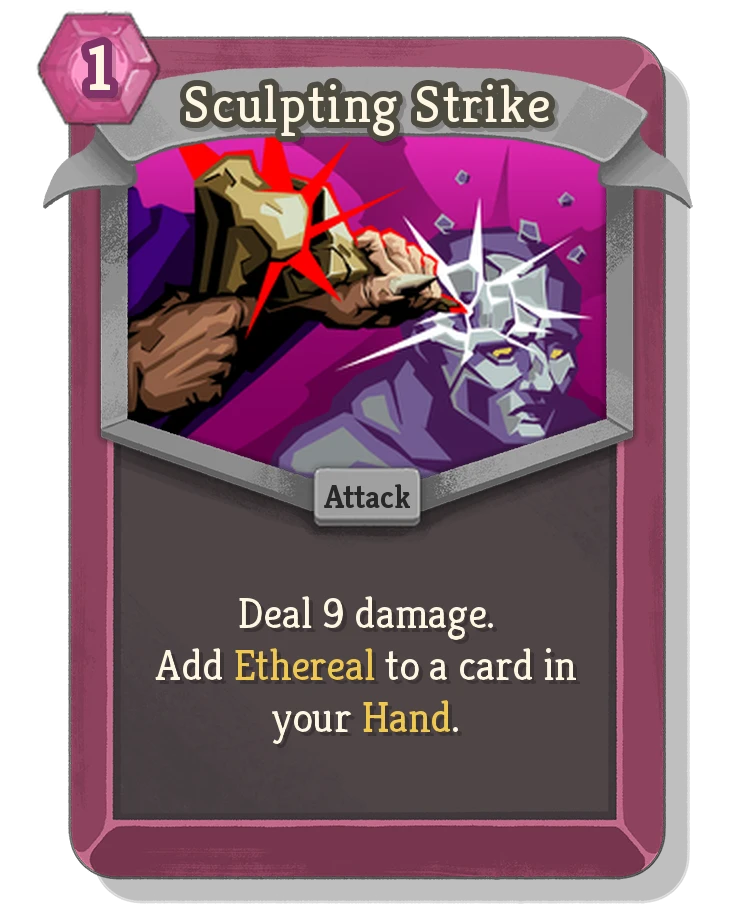 1
Sculpting Strike
Attack
Deal 9 damage.
Add Ethereal to a card in
your Hand.